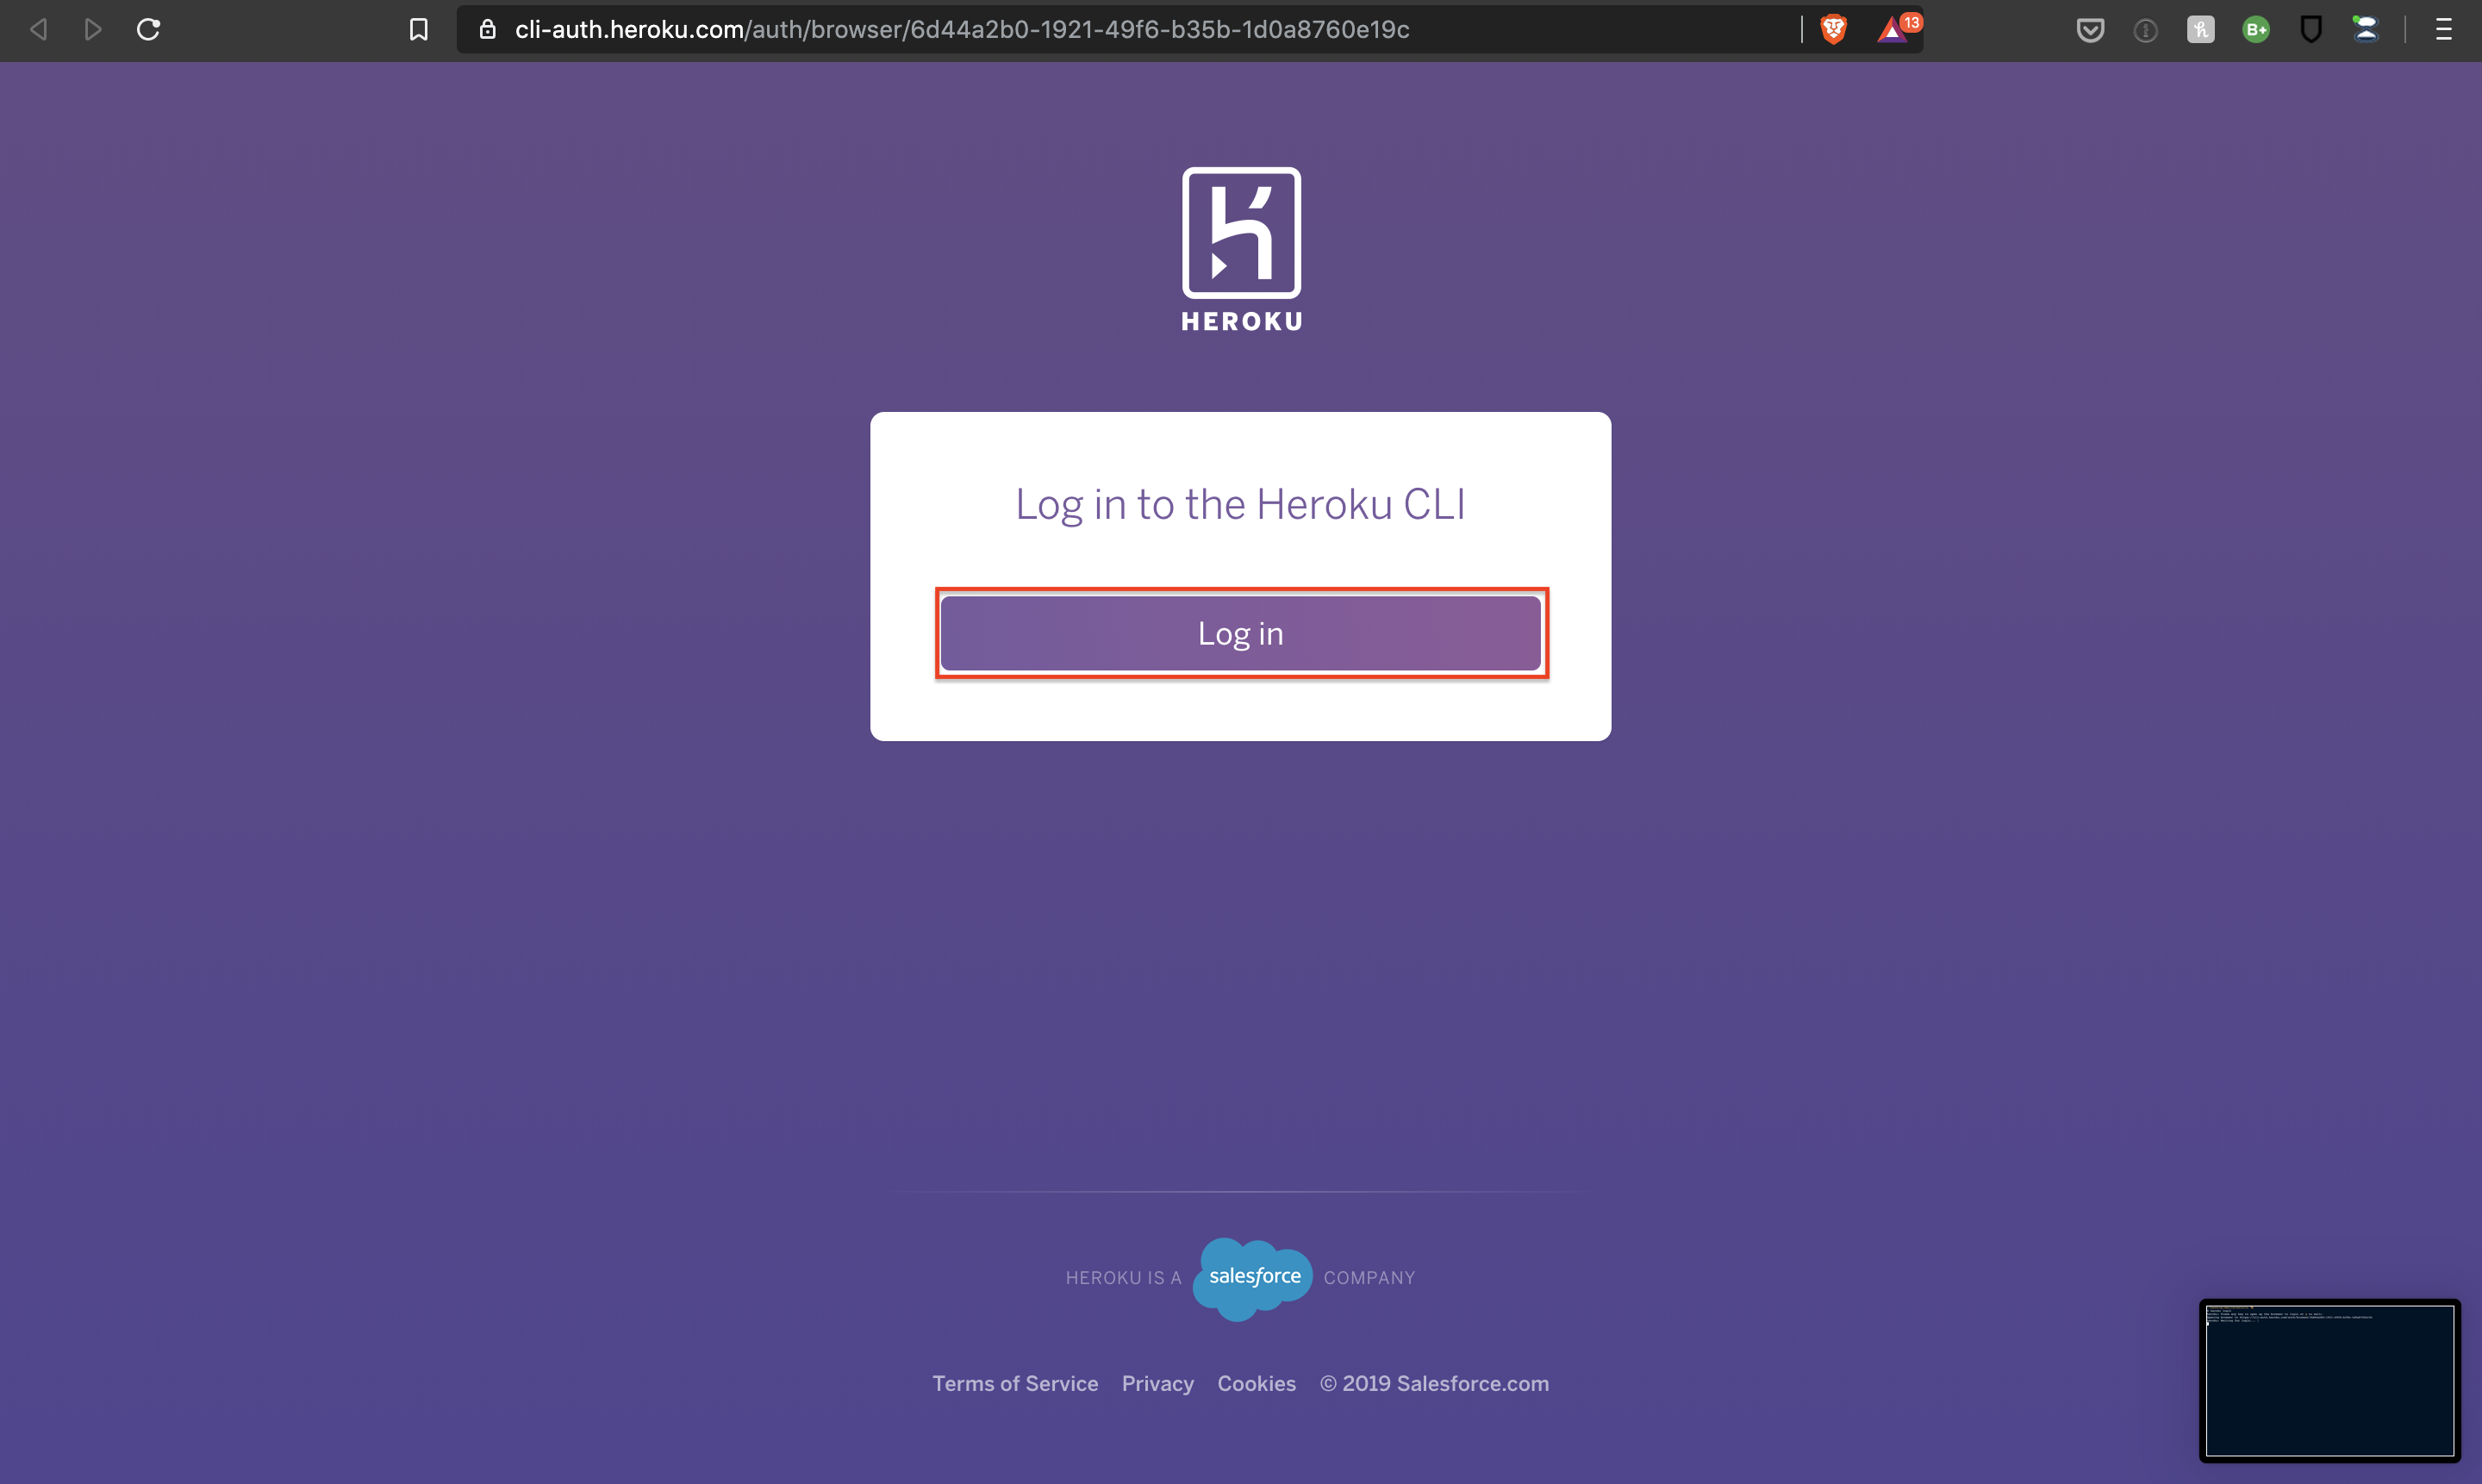 cli-auth.heroku.com/auth/browser/6d44a2b0-1921-49f6-b35b-1d0a8760e19c
13
B+
HEROKU
Log in to the Heroku CLI
Log in
HEROKU IS A salesforce COMPANY
Terms of Service Privacy Cookies © 2019 Salesforce.com